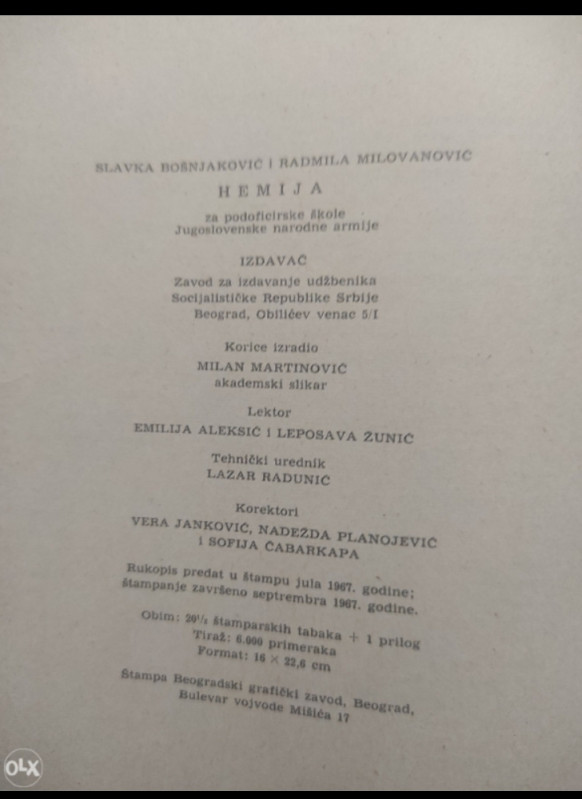 SLAVKA BOŠNJAKOVIĆ i RADMILA MILOVANOVIĆ
HEMIJA
za podoficirske škole
Jugoslovenske narodne armije
IZDAVAČ
Zavod za izdavanje udžbenika
Socijalističke Republike Srbije
Beograd, Obilićev venac 5/I
Korice izradio
MILAN MARTINOVIĆ
akademski slikar
Lektor
EMILIJA ALEKSIĆ i LEPOSAVA ŽUNIĆ
Tehnički urednik
LAZAR RADUNIĆ
Korektori
VERA JANKOVIĆ, NADEŽDA PLANOJEVIĆ
i SOFIJA ČABARKAPA
Rukopis predat u štampu jula 1967. godine;
štampanje završeno septrembra 1967. godine.
Obim: štamparskih tabaka + 1 prilog
Tiraž: 6.000 primeraka
Format: 16 × 22,6 cm
Štampa Beogradski grafički zavod, Beograd,
Bulevar vojvode Mišića 17
OLX